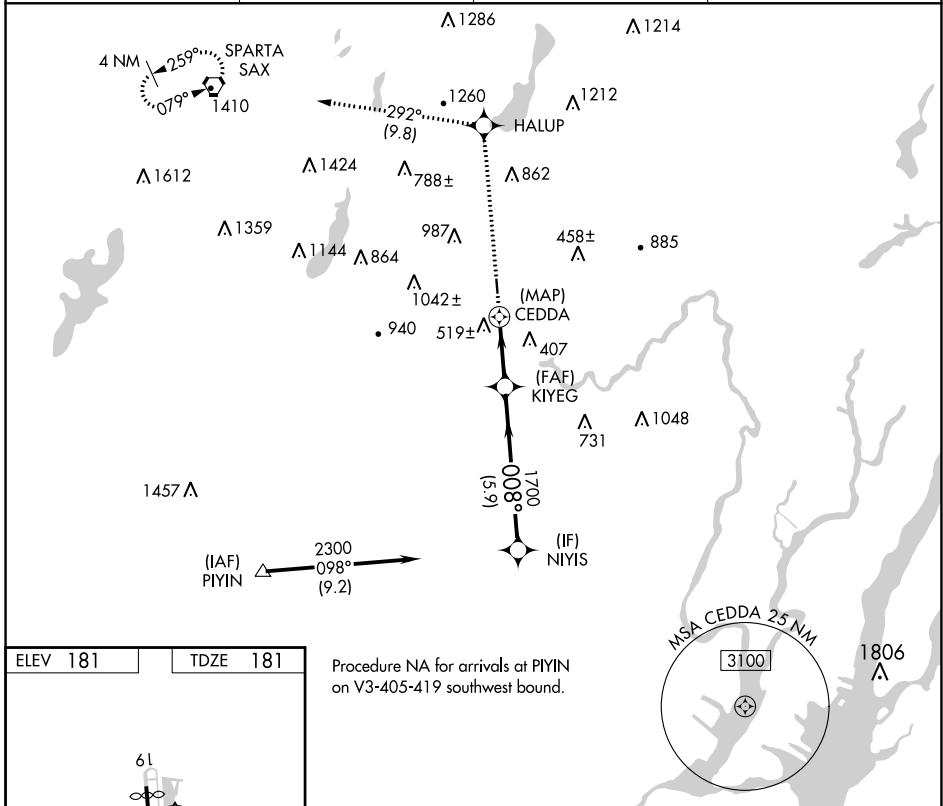 1286
1214
4 NM
259°
SPARTA
SAX
079°
1410
1260
1212
292°
(9.8)
HALUP
1424
788±
862
1612
1359
987
458±
885
1144
864
1042±
(MAP)
CEDDA
940
519±
407
(FAF)
KIYEG
731
1048
1457
1700
008°
(5.9)
(IAF)
PIYIN
2300
098°
(9.2)
(IF)
NIYIS
MSA CEDDA 25 NM
3100
1806
ELEV 181
TDZE 181
Procedure NA for arrivals at PIYIN
on V3-405-419 southwest bound.
19